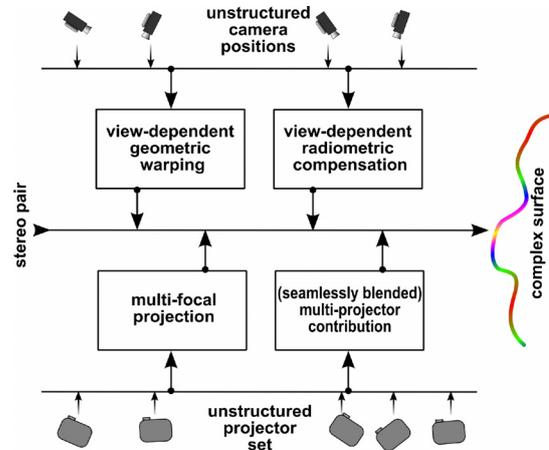 unstructured
camera
positions
view-dependent
geometric
warping
view-dependent
radiometric
compensation
stereo pair
complex surface
multi-focal
projection
(seamlessly blended)
multi-projector
contribution
unstructured
projector
set